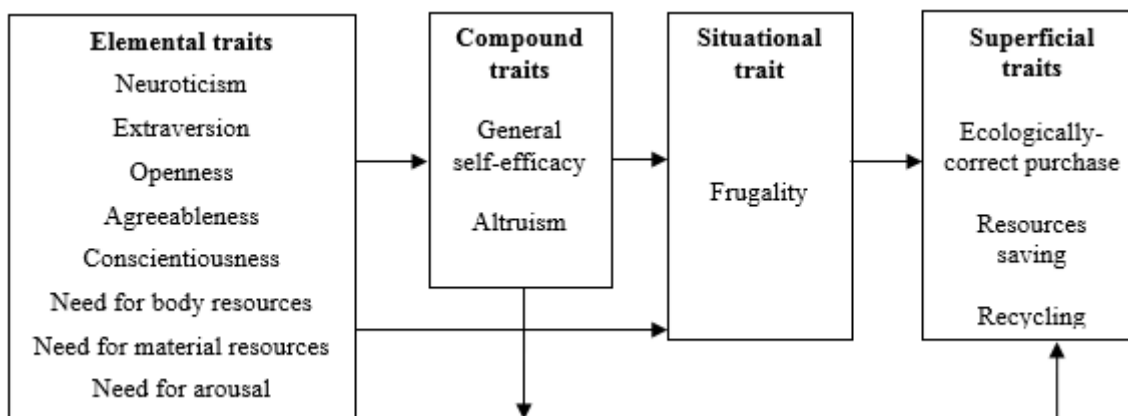 Elemental traits
Neuroticism
Extraversion
Openness
Agreeableness
Conscientiousness
Need for body resources
Need for material resources
Need for arousal
Compound
traits
General
self-efficacy
Altruism
Situational
trait
Frugality
Superficial
traits
Ecologically-
correct purchase
Resources
saving
Recycling